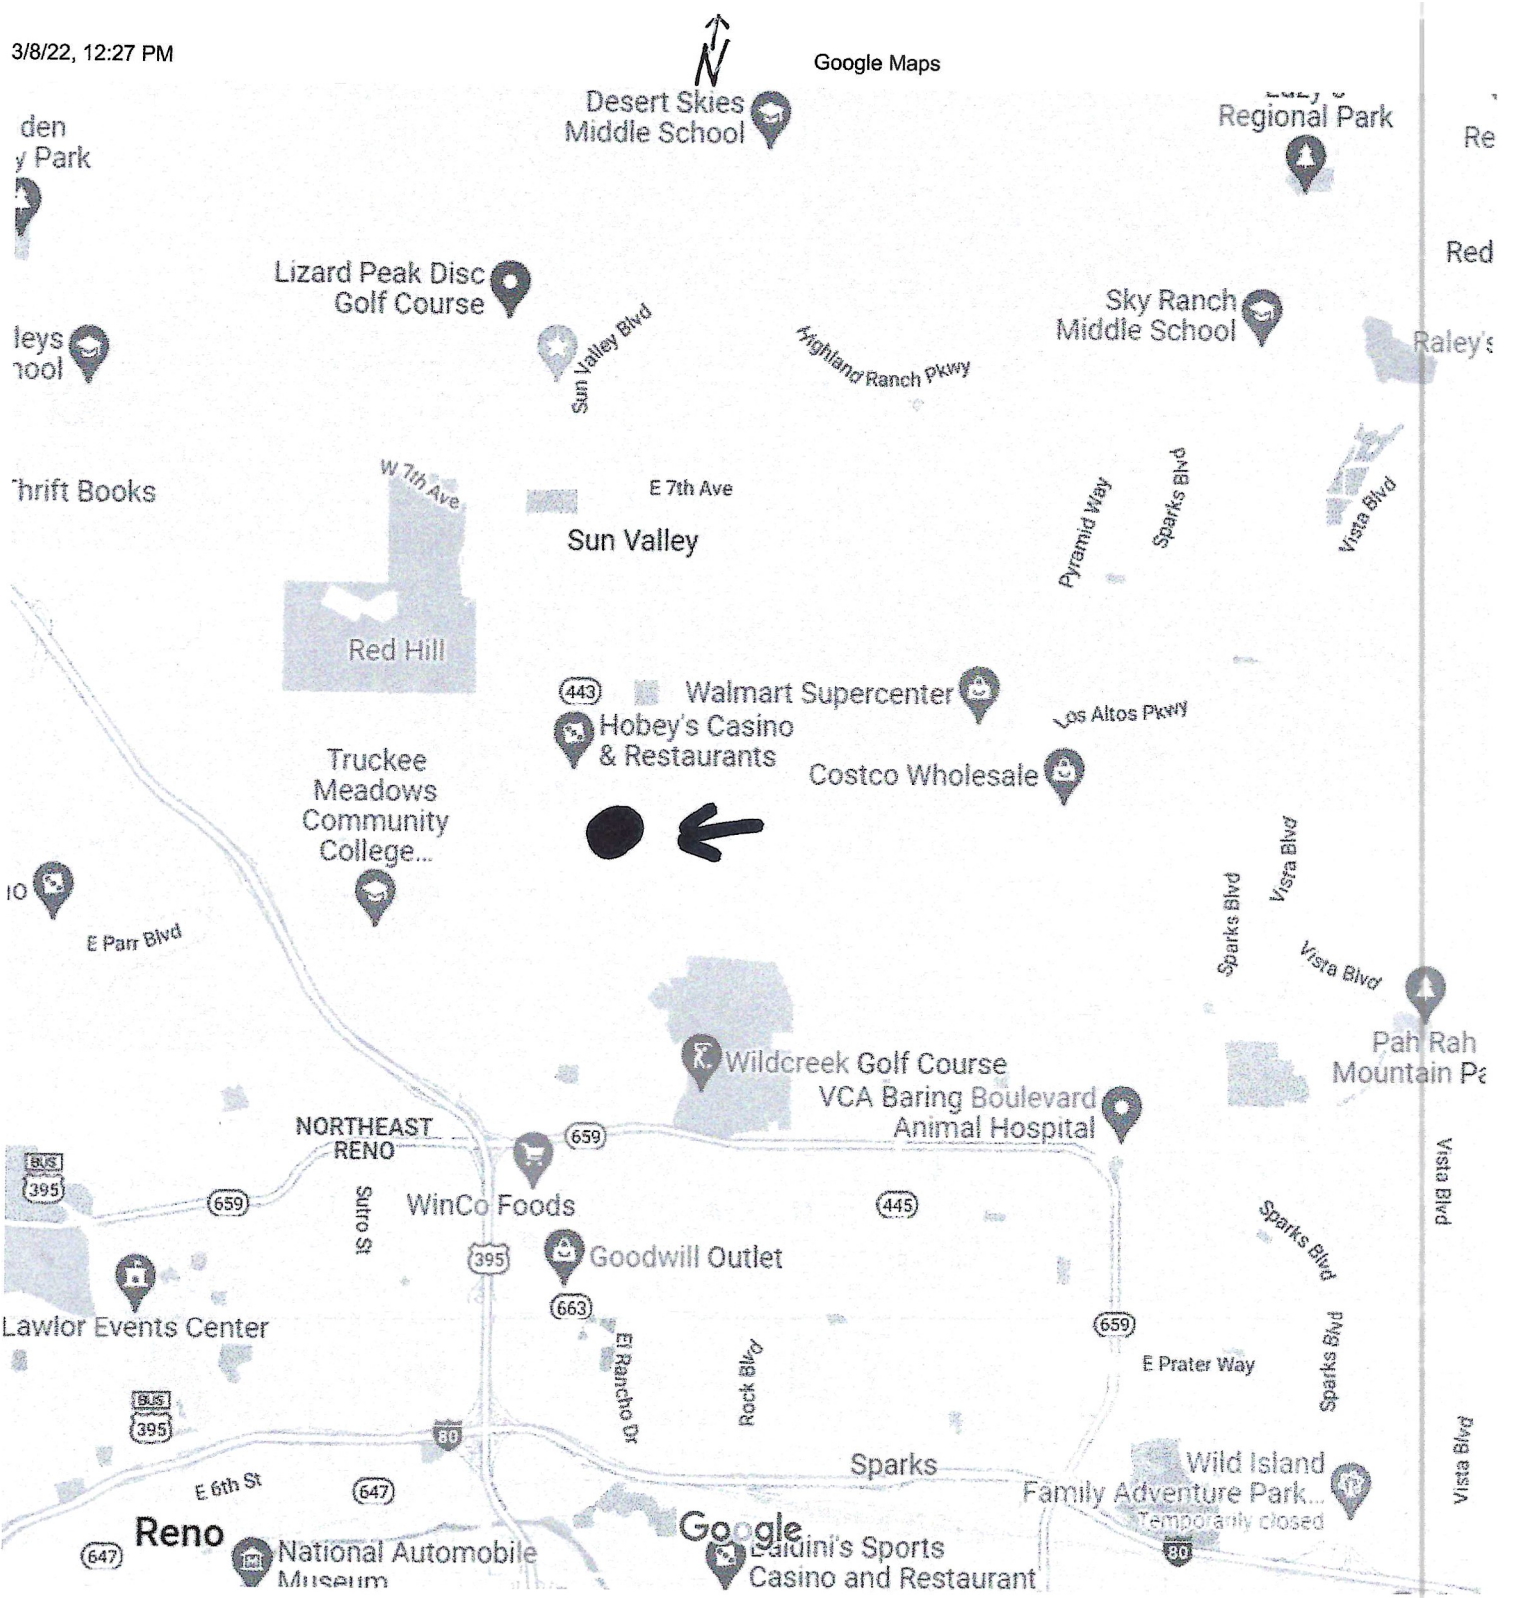 3/8/22, 12:27 PM
N
Google Maps
Desert Skies
Middle School
Regional Park
den
y Park
Re
Red
Lizard Peak Disc
Golf Course
Sun Valley Blvd
Highland Ranch Pkwy
Sky Ranch
Middle School
Raley's
leys
hool
hrift Books
W 7th Ave
E 7th Ave
Sun Valley
Pyramid Way
Sparks Blvd
Vista Blvd
Red Hill
443
Walmart Supercenter
Hobey's Casino
& Restaurants
Los Altos Pkwy
Costco Wholesale
Truckee
Meadows
Community
College...
Vista Blvd
Sparks Blvd
Vista Blvd
E Parr Blvd
Pah Rah
Mountain Pa
Wildcreek Golf Course
VCA Baring Boulevard
Animal Hospital
NORTHEAST
RENO
659
BUS
395
659
Sutro St
WinCo Foods
445
Vista Blvd
395
Goodwill Outlet
663
Sparks Blvd
Lawlor Events Center
El Rancho Dr
Rock Blvd
659
E Prater Way
Sparks Blvd
BUS
395
80
Sparks
Wild Island
Family Adventure Park...
Temporarily closed
Vista Blvd
E 6th St
647
Reno
Google
647
National Automobile
Museum
Baldini's Sports
Casino and Restaurant
80